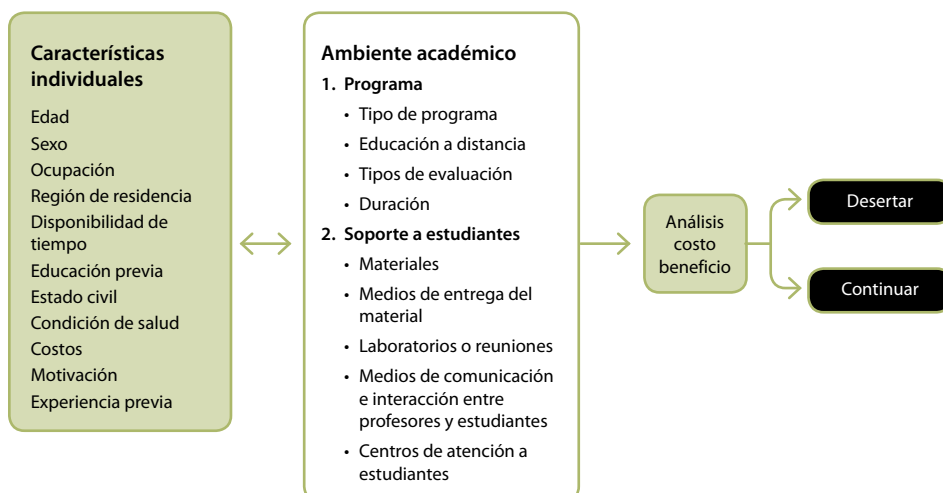 Características
individuales
Edad
Sexo
Ocupación
Región de residencia
Disponibilidad de
tiempo
Educación previa
Estado civil
Condición de salud
Costos
Motivación
Experiencia previa
Ambiente académico
1. Programa
• Tipo de programa
• Educación a distancia
• Tipos de evaluación
• Duración
2. Soporte a estudiantes
• Materiales
• Medios de entrega del
material
• Laboratorios o reuniones
• Medios de comunicación
e interacción entre
profesores y estudiantes
• Centros de atención a
estudiantes
Análisis
costo
beneficio
Desertar
Continuar